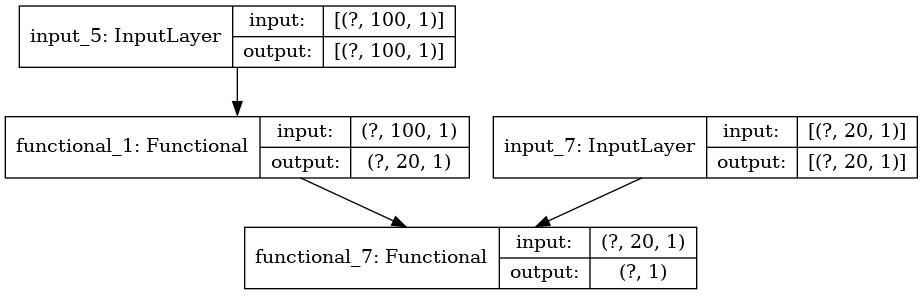 input_5: InputLayer
input: [(?, 100, 1)]
output: [(?, 100, 1)]
functional_1: Functional
input: (?, 100, 1)
output: (?, 20, 1)
input_7: InputLayer
input: [(?, 20, 1)]
output: [(?, 20, 1)]
functional_7: Functional
input: (?, 20, 1)
output: (?, 1)